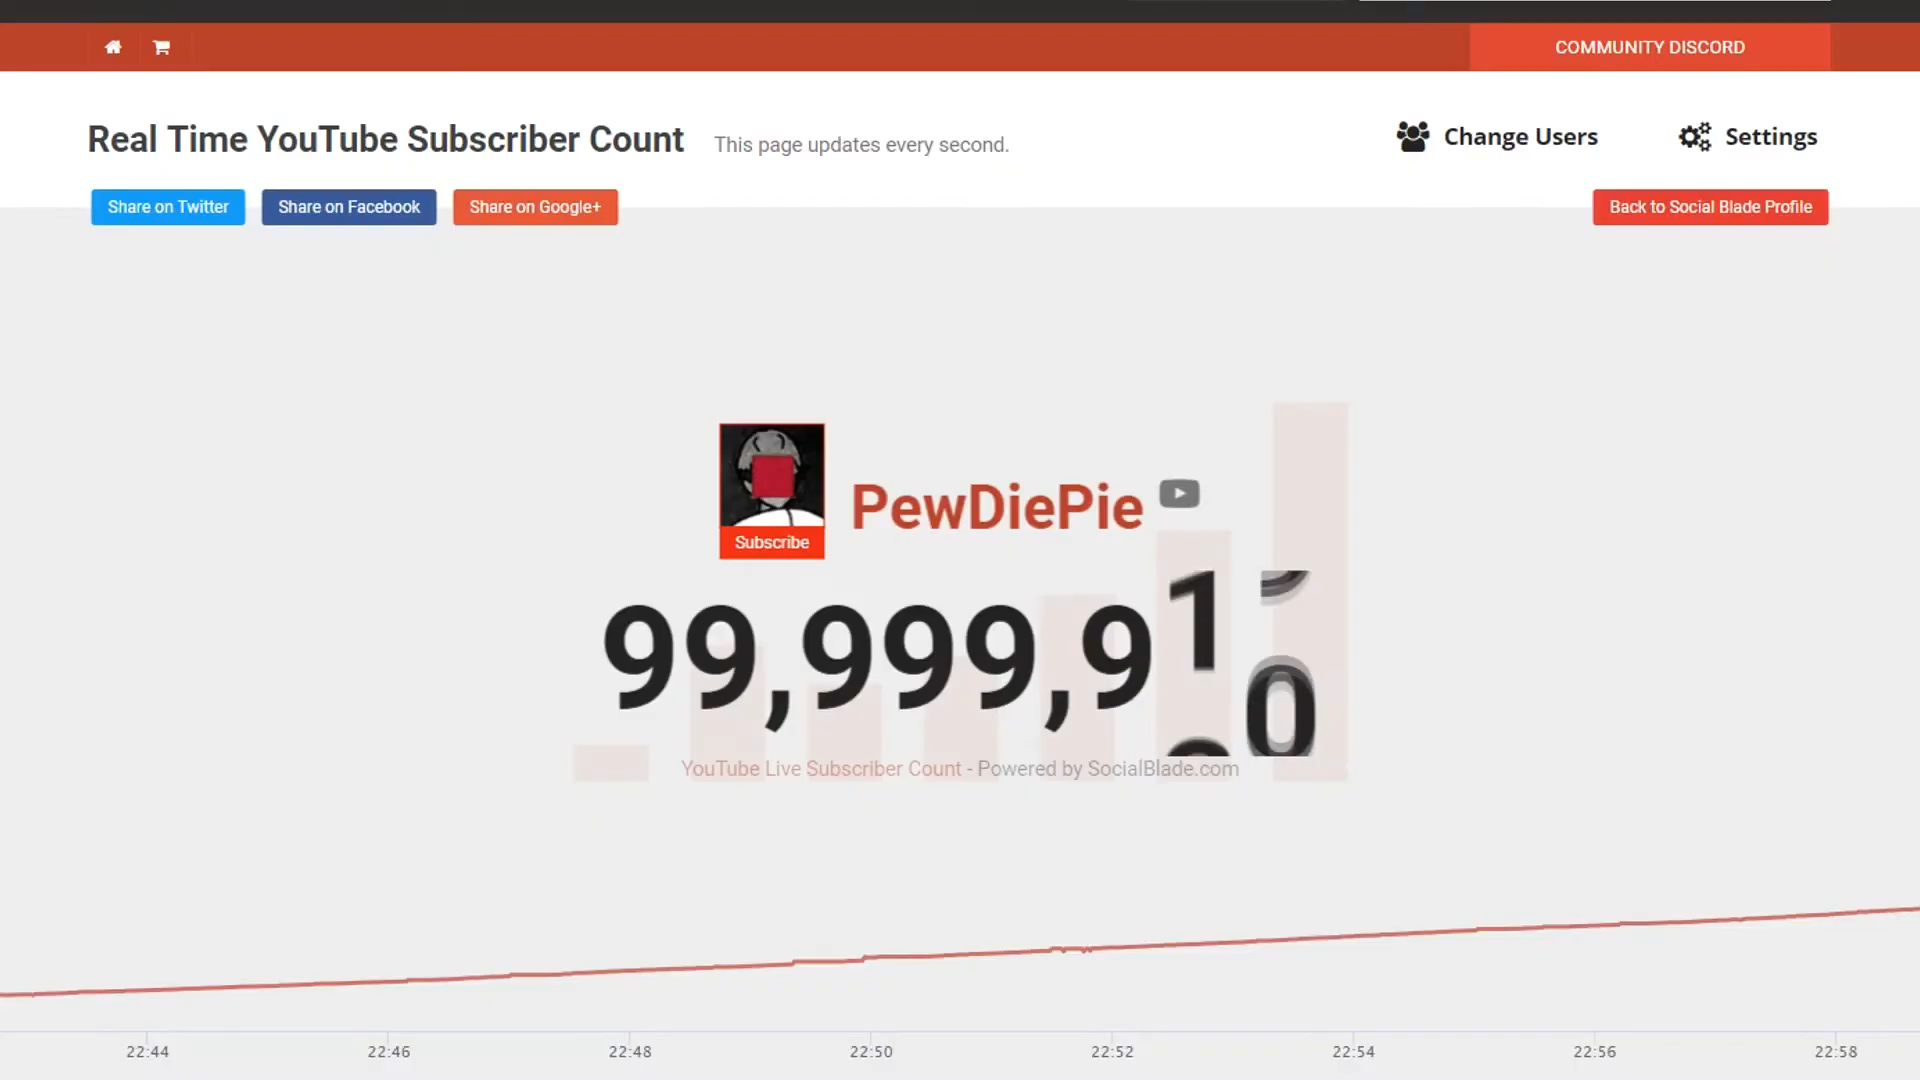 COMMUNITY DISCORD
Real Time YouTube Subscriber Count This page updates every second.
Change Users Settings
Share on Twitter Share on Facebook Share on Google+
Back to Social Blade Profile
PewDiePie
Subscribe
99,999,910
YouTube Live Subscriber Count - Powered by SocialBlade.com
22:44 22:46 22:48 22:50 22:52 22:54 22:56 22:58